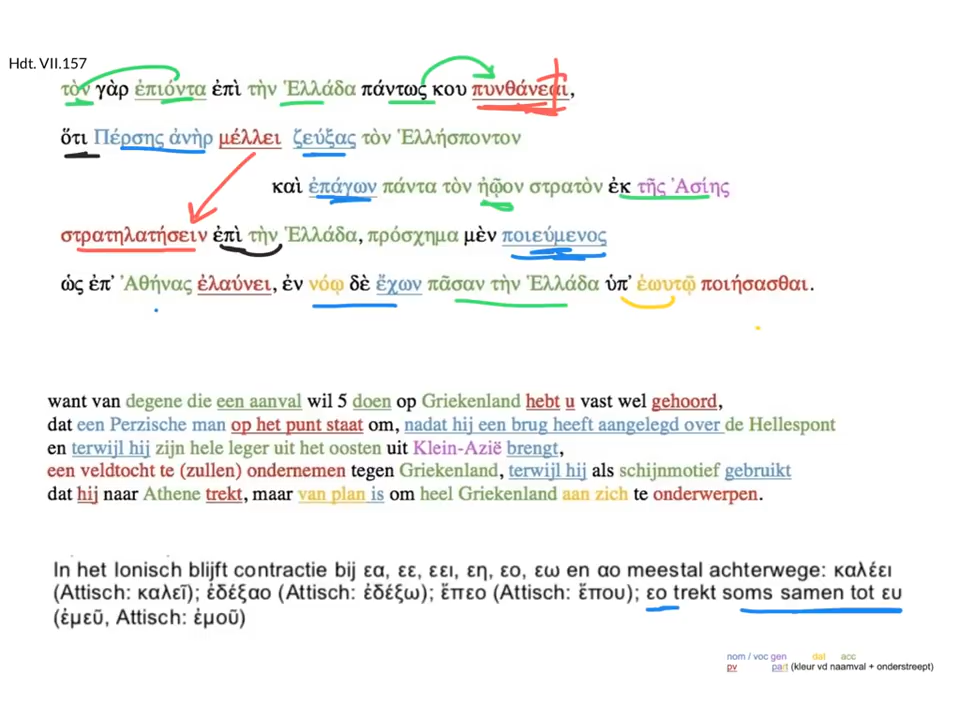 Hdt. VII.157
τὸν γὰρ ἐπιόντα ἐπὶ τὴν Ἑλλάδα πάντως κου πυνθάνεαι,
ὅτι Πέρσης ἀνὴρ μέλλει ζεύξας τὸν Ἑλλήσποντον
καὶ ἐπάγων πάντα τὸν ἠῷον στρατὸν ἐκ τῆς Ἀσίης
στρατηλατήσειν ἐπὶ τὴν Ἑλλάδα, πρόσχημα μὲν ποιεύμενος
ὡς ἐπ’ Ἀθήνας ἐλαύνει, ἐν νόῳ δὲ ἔχων πᾶσαν τὴν Ἑλλάδα ὑπ’ ἑωυτῷ ποιήσασθαι.
want van degene die een aanval wil 5 doen op Griekenland hebt u vast wel gehoord,
dat een Perzische man op het punt staat om, nadat hij een brug heeft aangelegd over de Hellespont
en terwijl hij zijn hele leger uit het oosten uit Klein-Azië brengt,
een veldtocht te (zullen) ondernemen tegen Griekenland, terwijl hij als schijnmotief gebruikt
dat hij naar Athene trekt, maar van plan is om heel Griekenland aan zich te onderwerpen.
In het Ionisch blijft contractie bij εα, εε, εει, εη, εο, εω en αο meestal achterwege: καλέει
(Attisch: καλεῖ); ἐδέξαο (Attisch: ἐδέξω); ἔπεο (Attisch: ἔπου); εο trekt soms samen tot ευ
(ἐμεῦ, Attisch: ἐμοῦ)
nom / voc gen dat acc
pv part (kleur vd naamval + onderstreept)